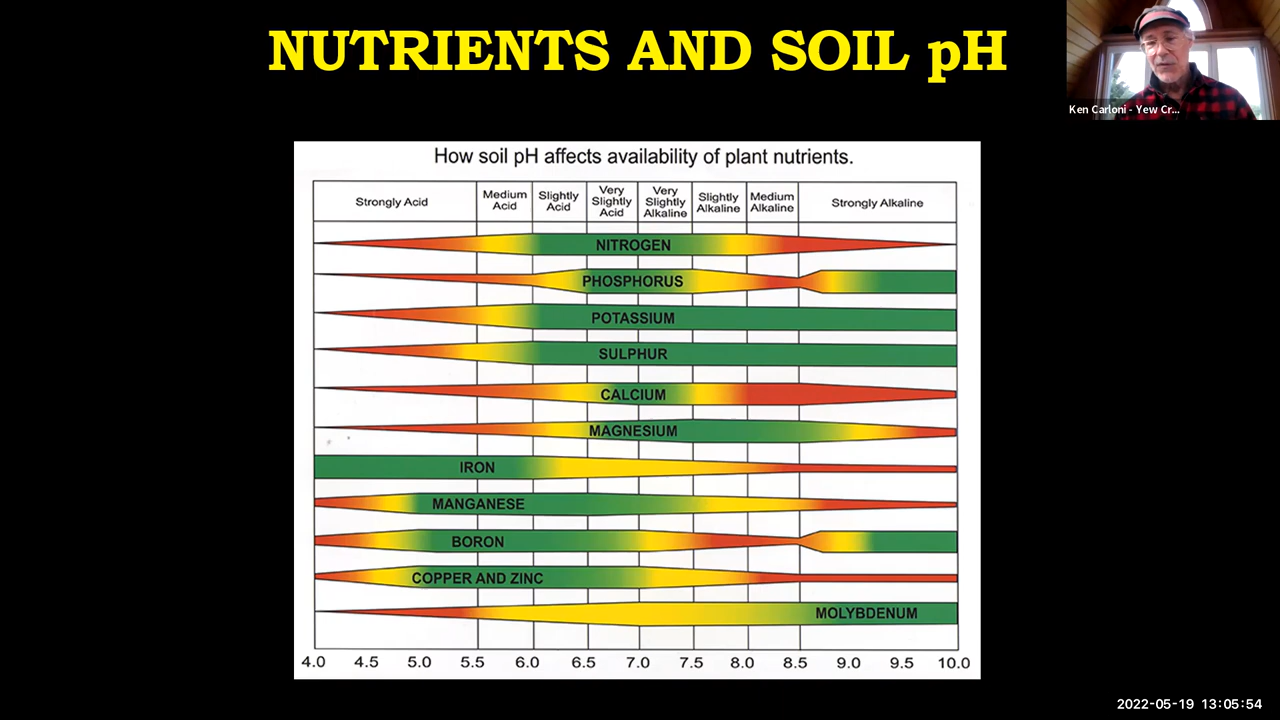 NUTRIENTS AND SOIL pH
Ken Carloni - Yew Cr...
How soil pH affects availability of plant nutrients.
Strongly Acid
Medium
Acid
Slightly
Acid
Very
Slightly
Acid
Very
Slightly
Alkaline
Slightly
Alkaline
Medium
Alkaline
Strongly Alkaline
NITROGEN
PHOSPHORUS
POTASSIUM
SULPHUR
CALCIUM
MAGNESIUM
IRON
MANGANESE
BORON
COPPER AND ZINC
MOLYBDENUM
4.0 4.5 5.0 5.5 6.0 6.5 7.0 7.5 8.0 8.5 9.0 9.5 10.0
2022-05-19 13:05:54